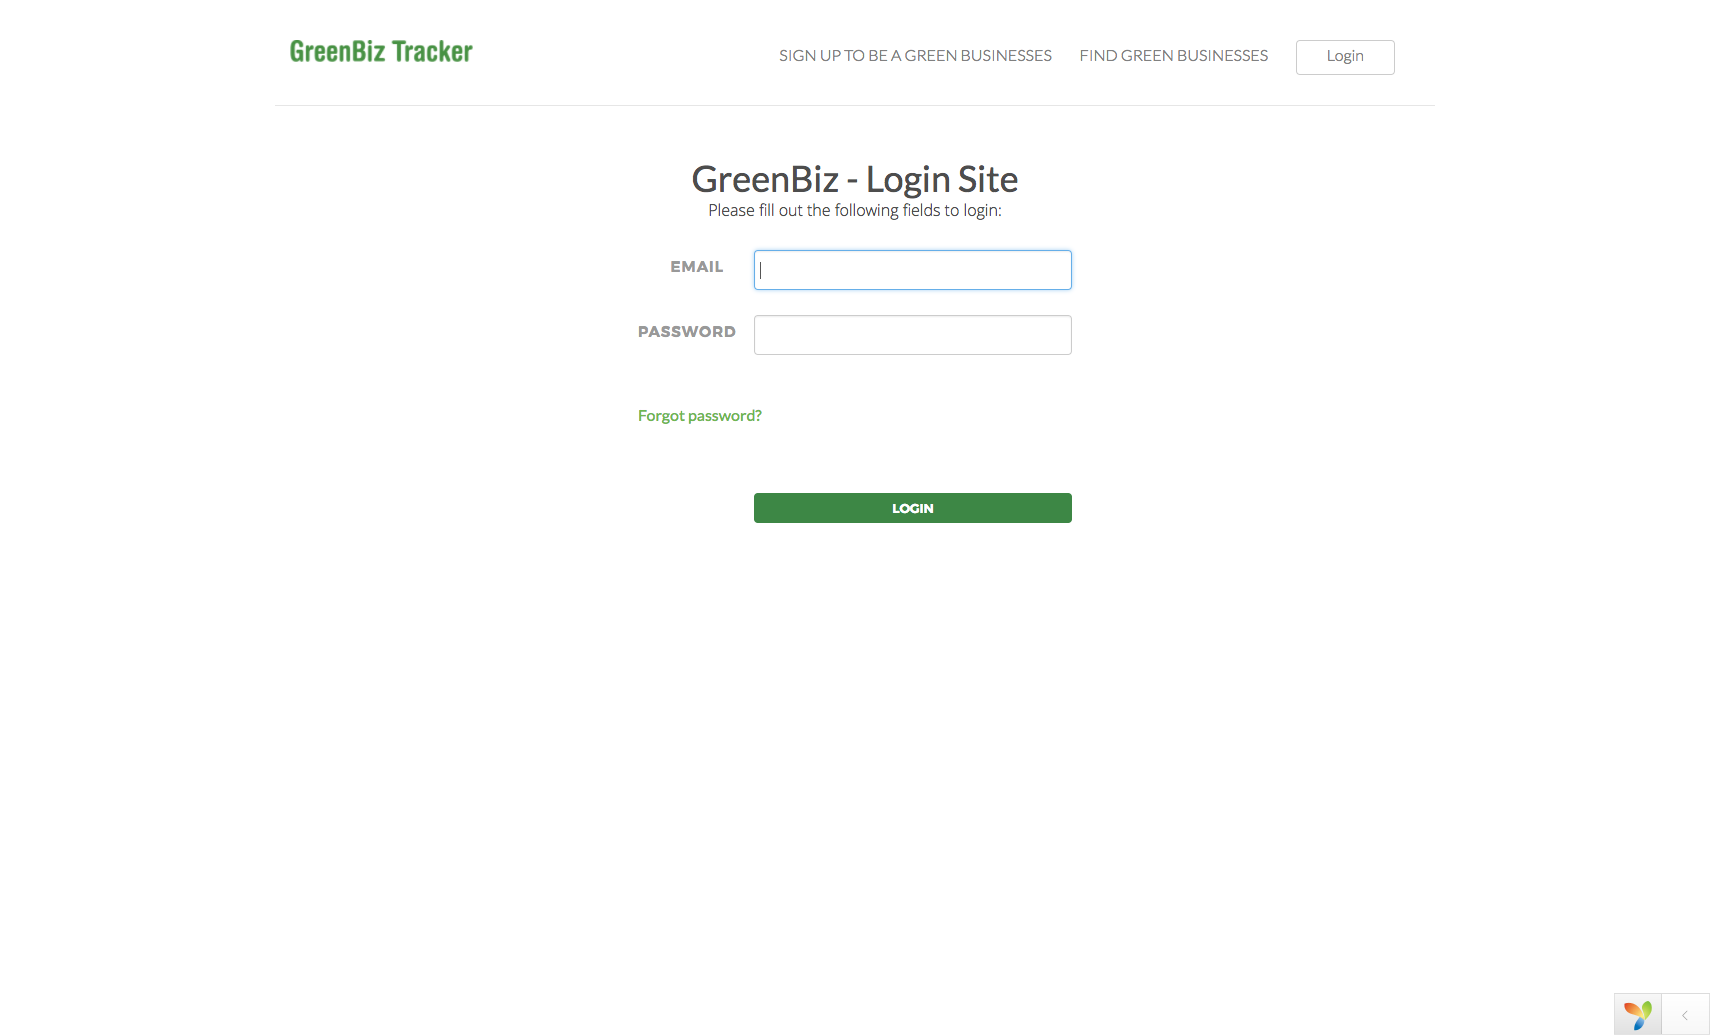 GreenBiz Tracker
SIGN UP TO BE A GREEN BUSINESSES
FIND GREEN BUSINESSES
Login
GreenBiz - Login Site
Please fill out the following fields to login:
EMAIL
PASSWORD
Forgot password?
LOGIN